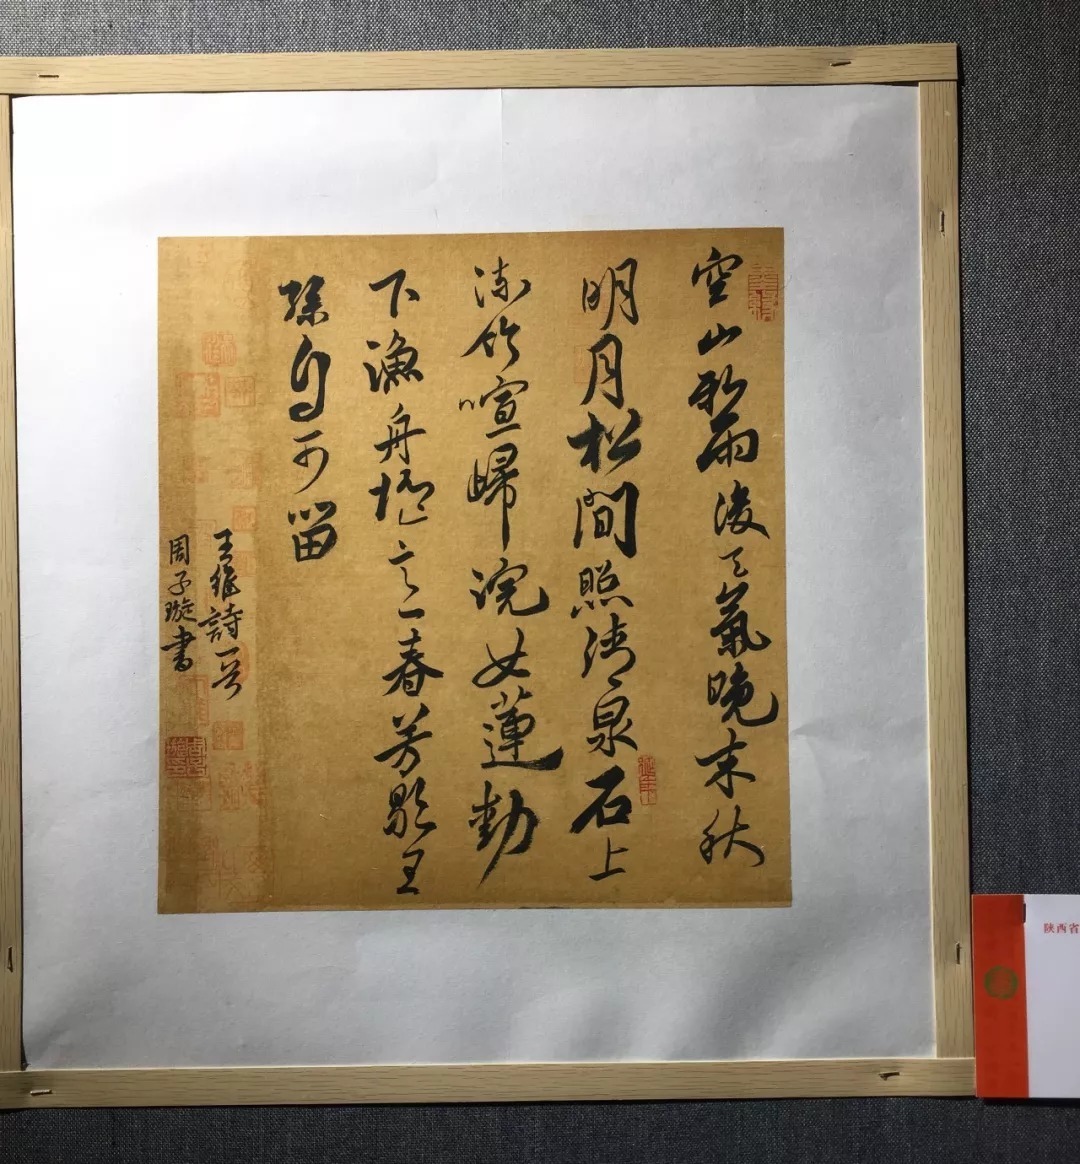 空山新雨後天氣晚来秋
明月松間照清泉石上
流竹喧歸浣女蓮動
下漁舟随意春芳歇王
孫自可留
王維詩一首
周子璇書
陕西省